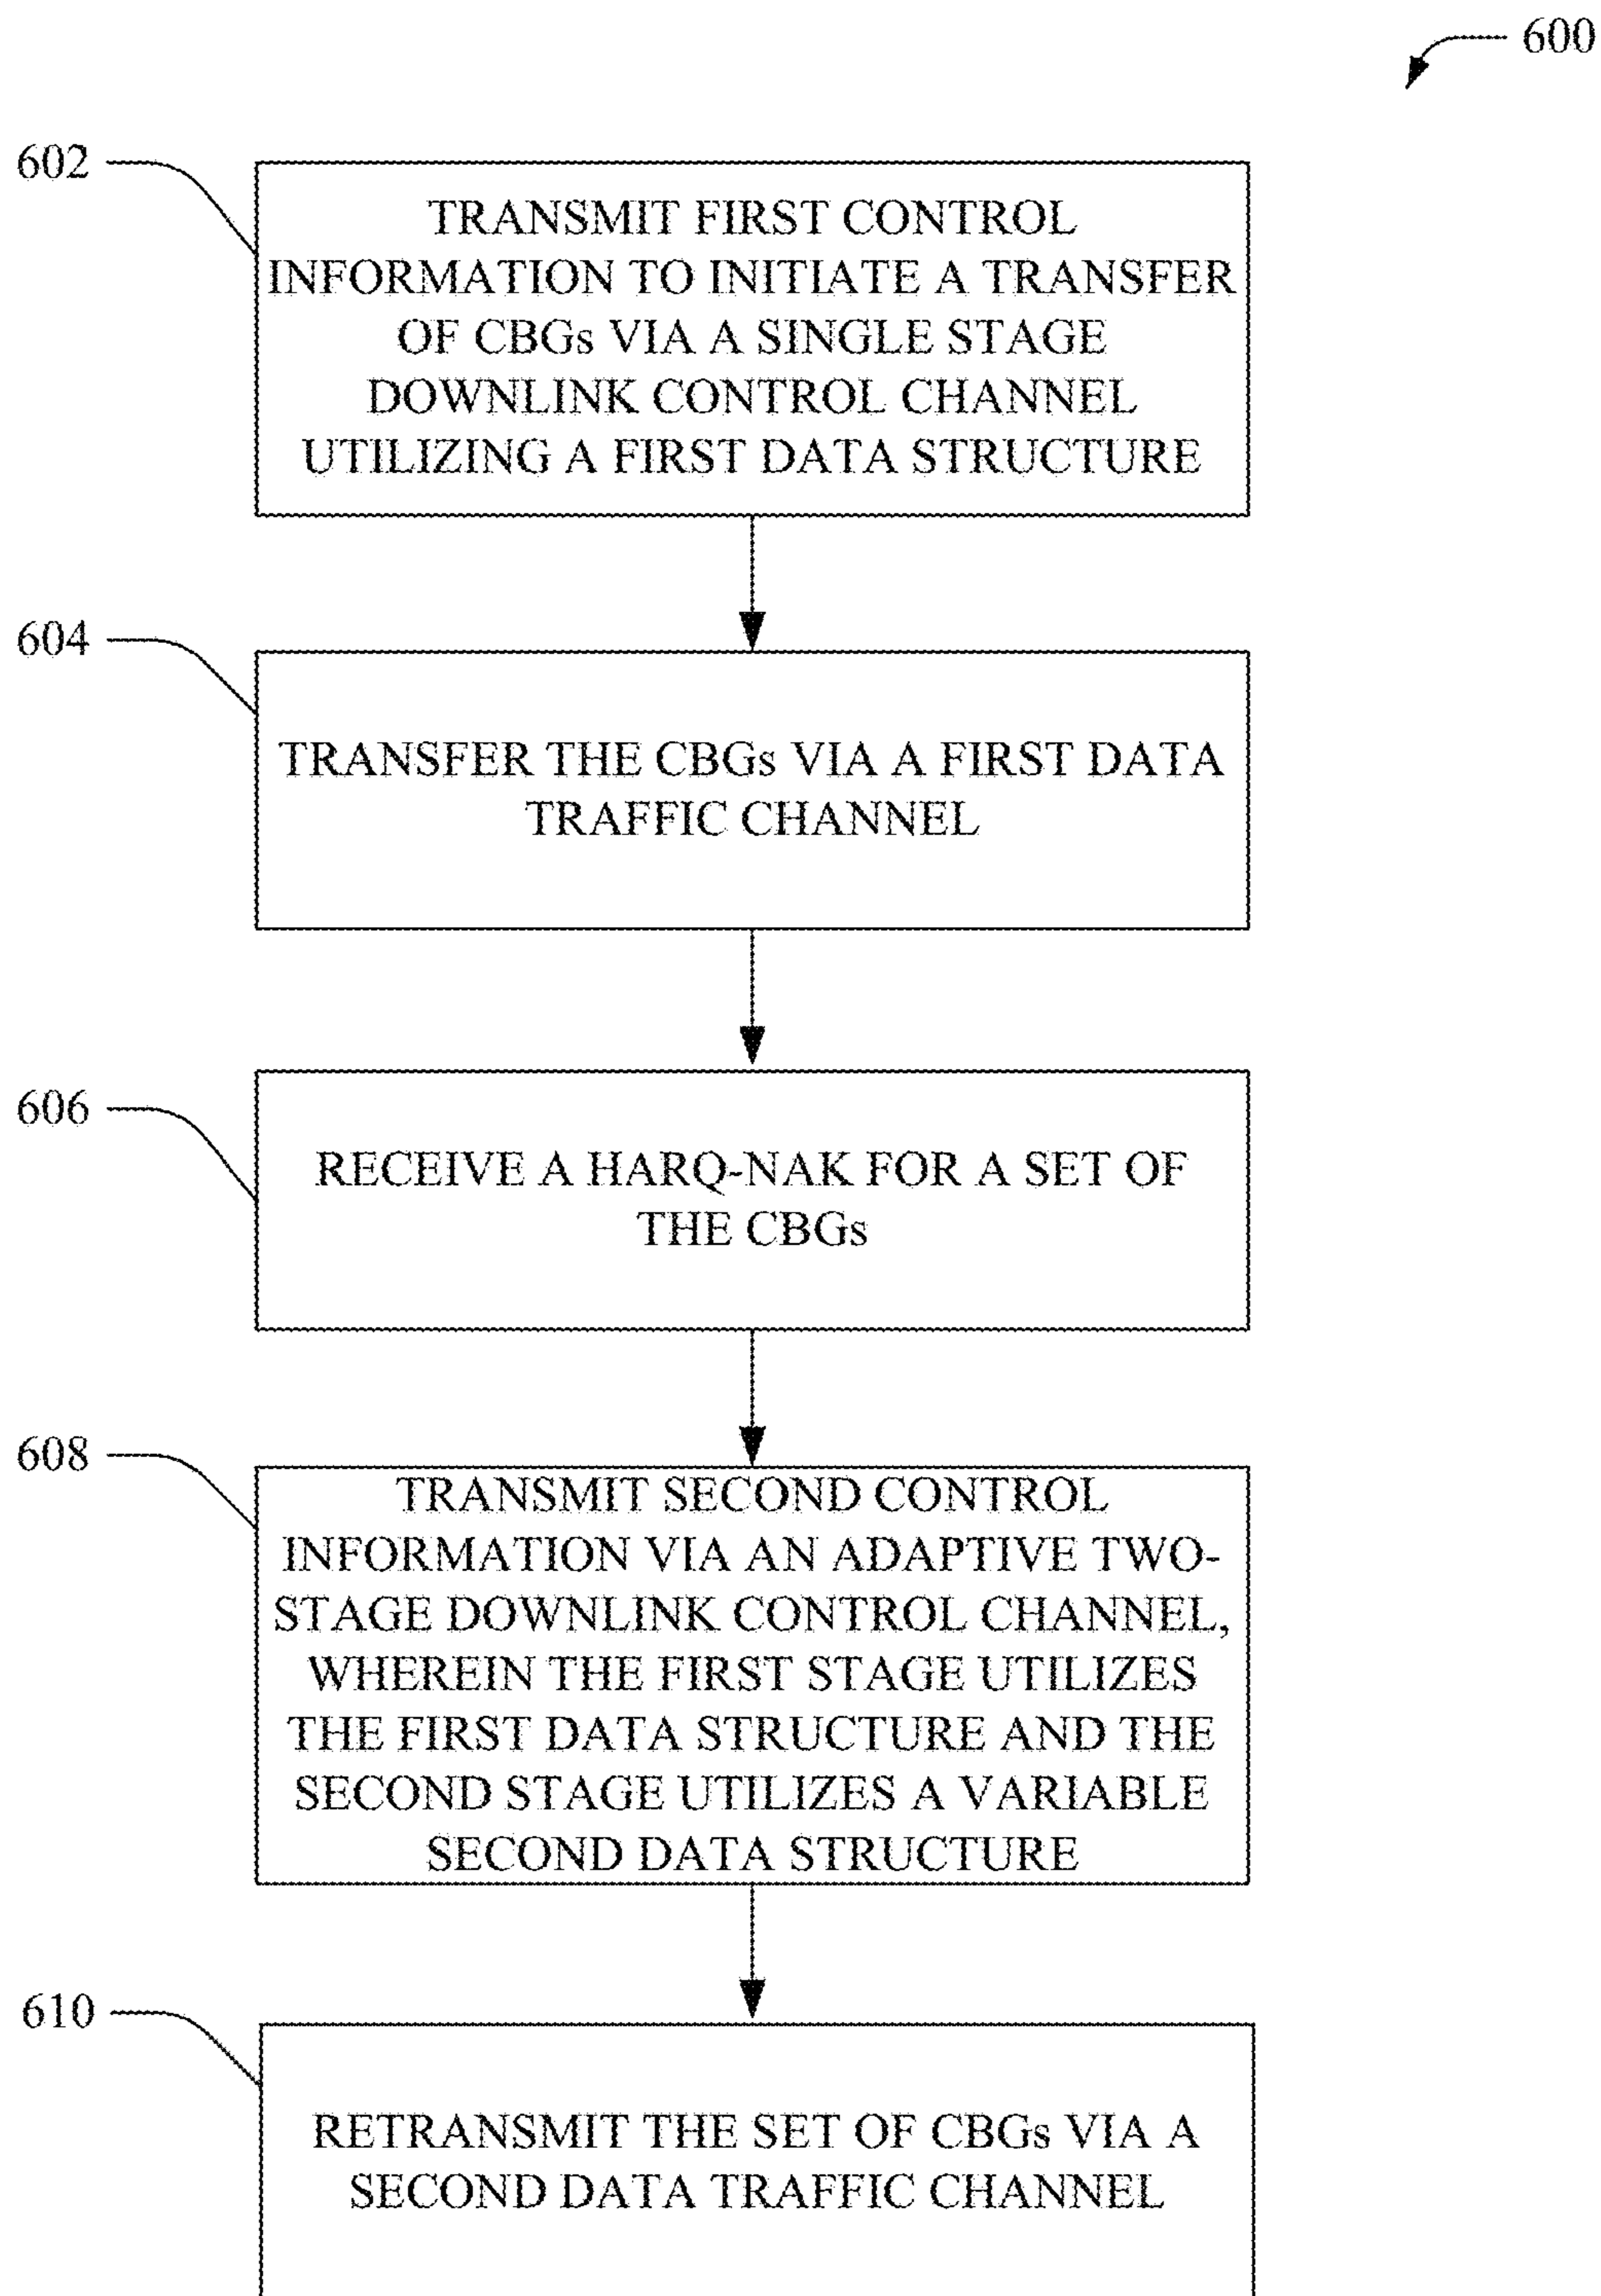 600
602
TRANSMIT FIRST CONTROL
INFORMATION TO INITIATE A TRANSFER
OF CBGs VIA A SINGLE STAGE
DOWNLINK CONTROL CHANNEL
UTILIZING A FIRST DATA STRUCTURE
604
TRANSFER THE CBGs VIA A FIRST DATA
TRAFFIC CHANNEL
606
RECEIVE A HARQ-NAK FOR A SET OF
THE CBGs
608
TRANSMIT SECOND CONTROL
INFORMATION VIA AN ADAPTIVE TWO-
STAGE DOWNLINK CONTROL CHANNEL,
WHEREIN THE FIRST STAGE UTILIZES
THE FIRST DATA STRUCTURE AND THE
SECOND STAGE UTILIZES A VARIABLE
SECOND DATA STRUCTURE
610
RETRANSMIT THE SET OF CBGs VIA A
SECOND DATA TRAFFIC CHANNEL